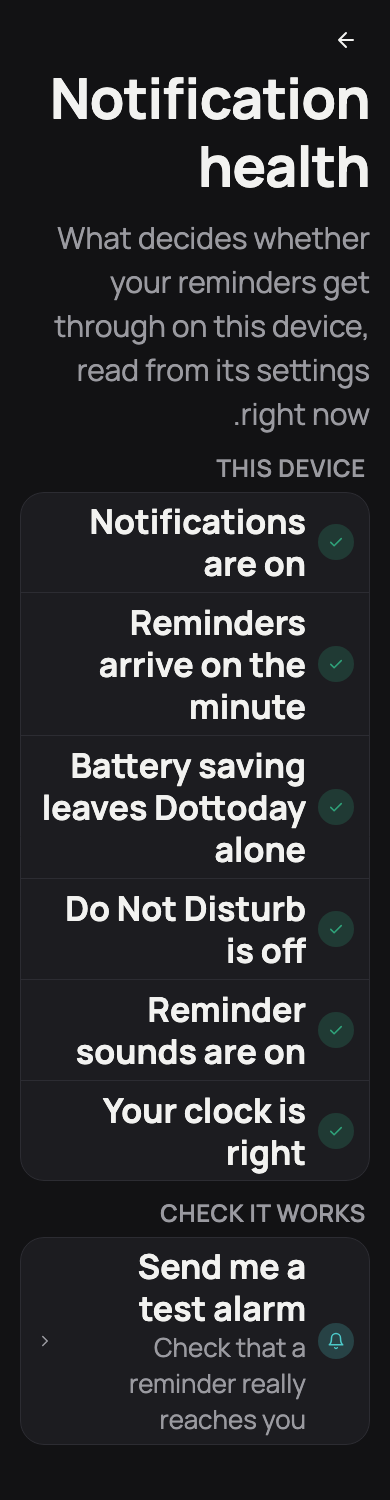 Notification
health
What decides whether
your reminders get
through on this device,
read from its settings
.right now
THIS DEVICE
Notifications
are on
Reminders
arrive on the
minute
Battery saving
leaves Dottoday
alone
Do Not Disturb
is off
Reminder
sounds are on
Your clock is
right
CHECK IT WORKS
Send me a
test alarm
Check that a
reminder really
reaches you